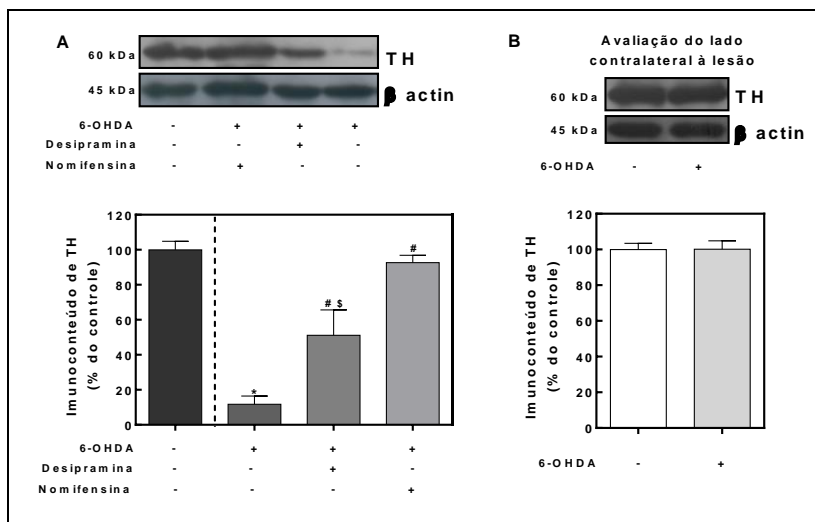 A
60 kDa
TH
45 kDa
β actin
6-OHDA - + + +
Desipramina - - + -
Nomifensina - + - -
Imunoconteúdo de TH
(% do controle)
120
100
80
60
40
20
0
*
# $
#
6-OHDA - + + +
Desipramina - - + -
Nomifensina - - - +
B
Avaliação do lado
contralateral à lesão
60 kDa
TH
45 kDa
β actin
6-OHDA - +
Imunoconteúdo de TH
(% do controle)
120
100
80
60
40
20
0
6-OHDA - +